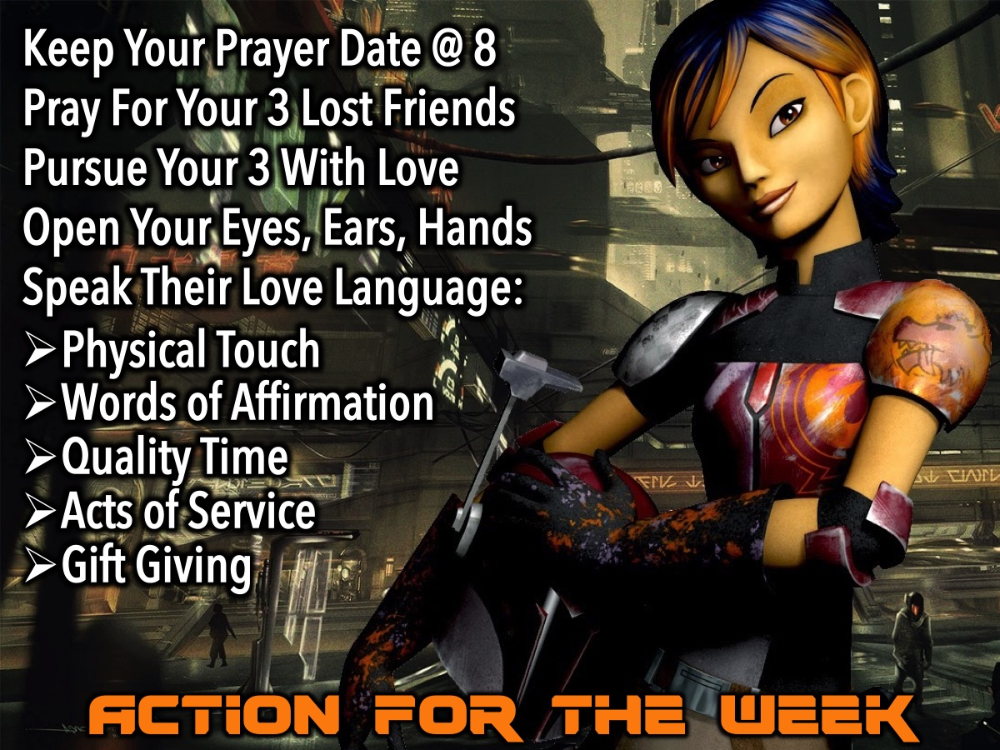 Keep Your Prayer Date @ 8
Pray For Your 3 Lost Friends
Pursue Your 3 With Love
Open Your Eyes, Ears, Hands
Speak Their Love Language:
➢Physical Touch
➢Words of Affirmation
➢Quality Time
➢Acts of Service
➢Gift Giving
ACTION FOR THE WEEK